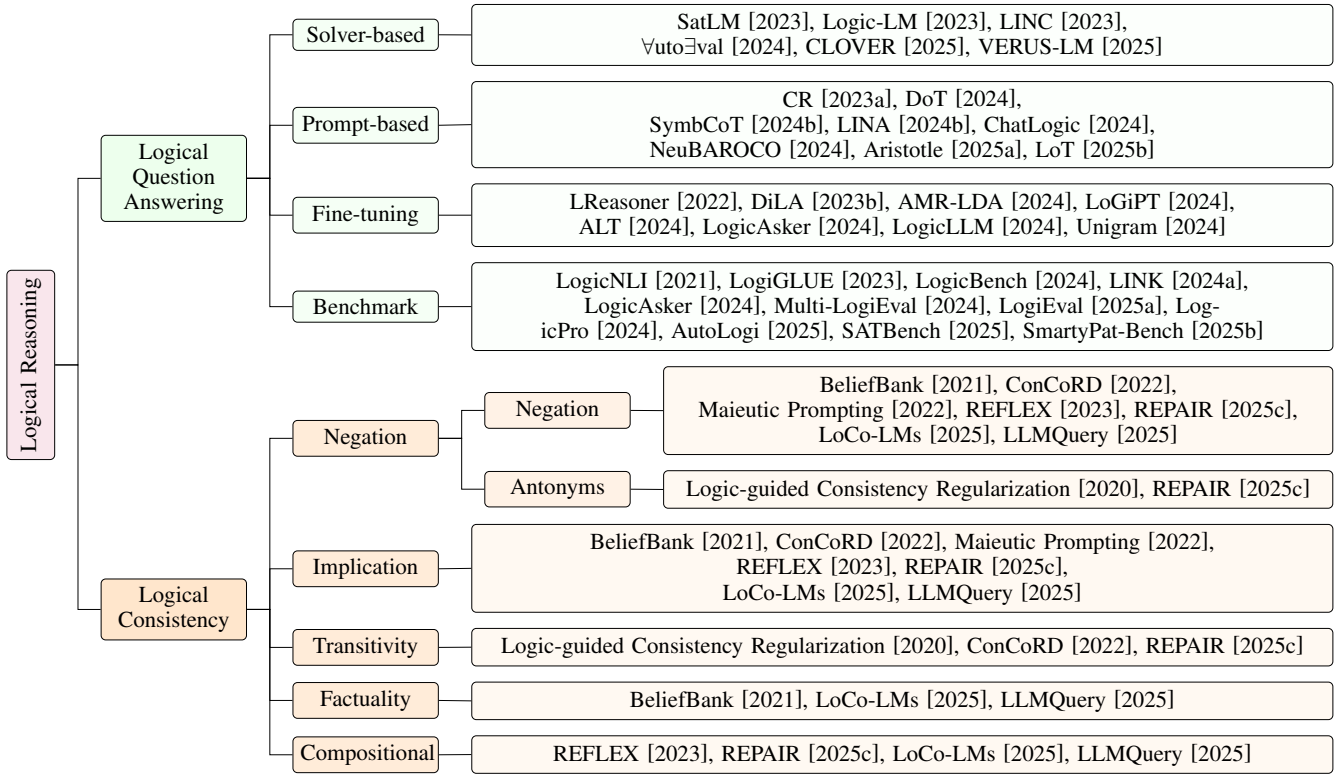 Logical Reasoning
Logical
Question
Answering
Solver-based
SatLM [2023], Logic-LM [2023], LINC [2023],
∀uto∃val [2024], CLOVER [2025], VERUS-LM [2025]
Prompt-based
CR [2023a], DoT [2024],
SymbCoT [2024b], LINA [2024b], ChatLogic [2024],
NeuBAROCO [2024], Aristotle [2025a], LoT [2025b]
Fine-tuning
LReasoner [2022], DiLA [2023b], AMR-LDA [2024], LoGiPT [2024],
ALT [2024], LogicAsker [2024], LogicLLM [2024], Unigram [2024]
Benchmark
LogicNLI [2021], LogiGLUE [2023], LogicBench [2024], LINK [2024a],
LogicAsker [2024], Multi-LogiEval [2024], LogiEval [2025a], Log-
icPro [2024], AutoLogi [2025], SATBench [2025], SmartyPat-Bench [2025b]
Logical
Consistency
Negation
Negation
BeliefBank [2021], ConCoRD [2022],
Maieutic Prompting [2022], REFLEX [2023], REPAIR [2025c],
LoCo-LMs [2025], LLMQuery [2025]
Antonyms
Logic-guided Consistency Regularization [2020], REPAIR [2025c]
Implication
BeliefBank [2021], ConCoRD [2022], Maieutic Prompting [2022],
REFLEX [2023], REPAIR [2025c],
LoCo-LMs [2025], LLMQuery [2025]
Transitivity
Logic-guided Consistency Regularization [2020], ConCoRD [2022], REPAIR [2025c]
Factuality
BeliefBank [2021], LoCo-LMs [2025], LLMQuery [2025]
Compositional
REFLEX [2023], REPAIR [2025c], LoCo-LMs [2025], LLMQuery [2025]